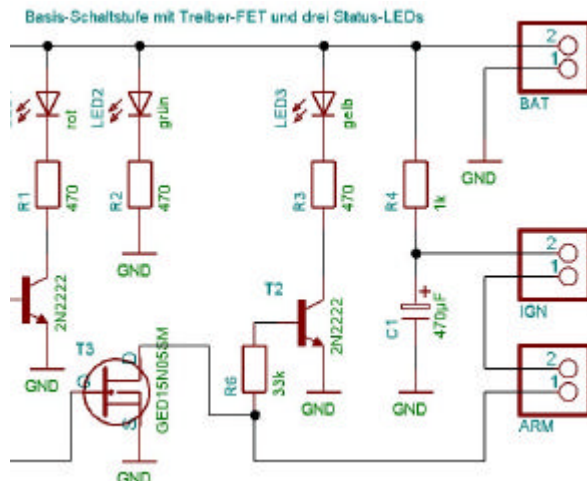 Basis-Schaltstufe mit Treiber-FET und drei Status-LEDs
rot
LED2
grün
LED3
gelb
2
1
BAT
R1
470
R2
470
R3
470
R4
1k
GND
GND
2
1
IGN
2N2222
T2
2N2222
C1
+
470µF
T3
GND
G
D
S
GED15N05SM
R6
33k
GND
GND
2
1
ARM
GND